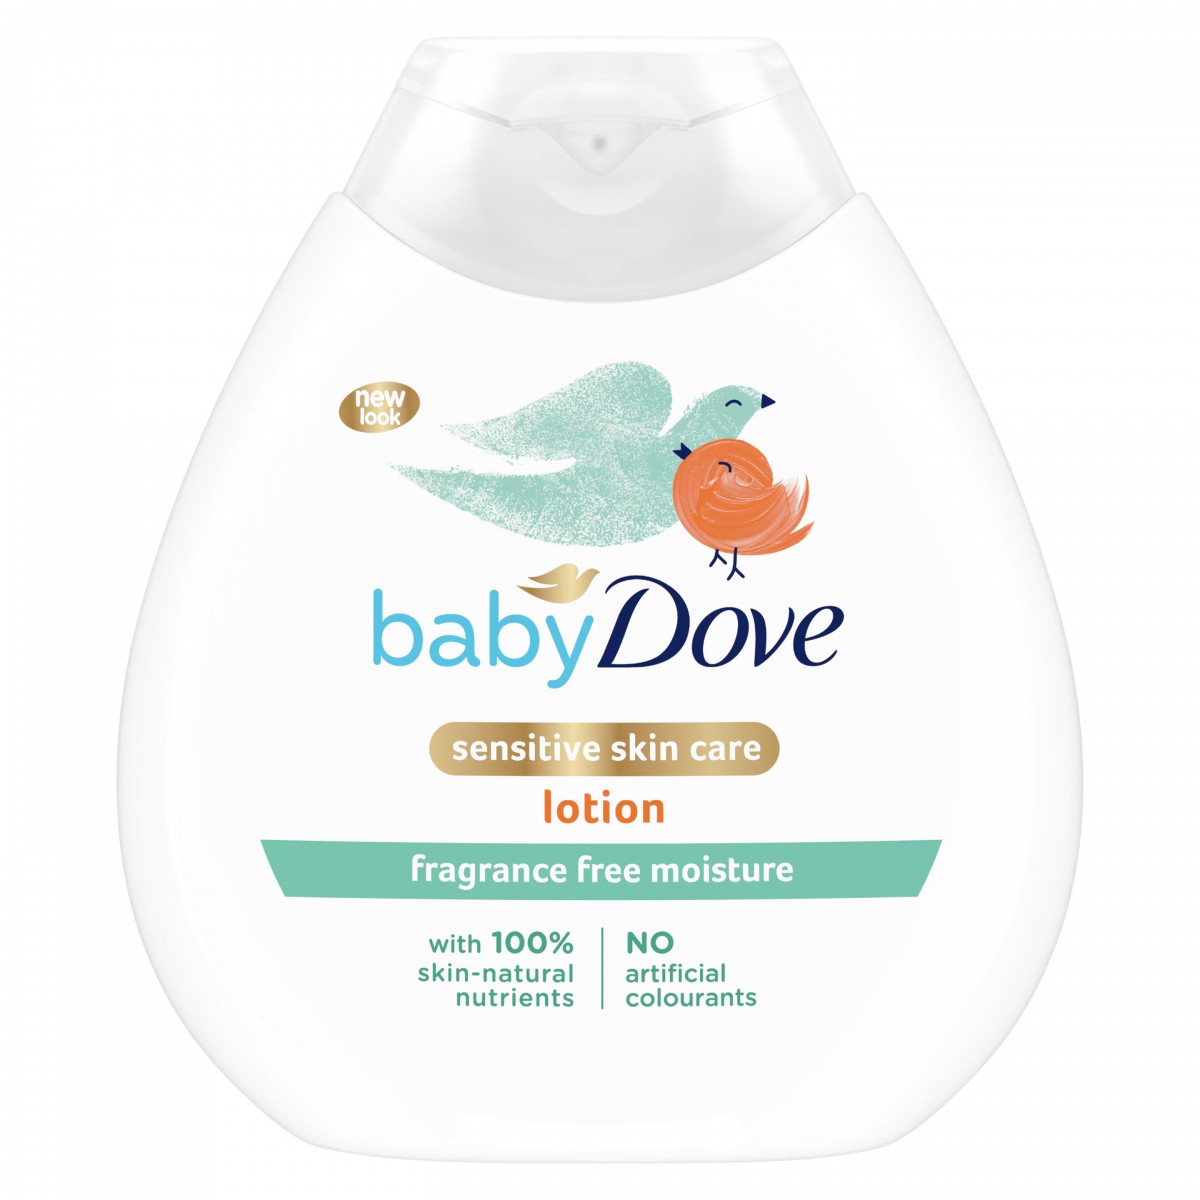 new
look
baby Dove
sensitive skin care
lotion
fragrance free moisture
with 100%
skin-natural
nutrients
NO
artificial
colourants